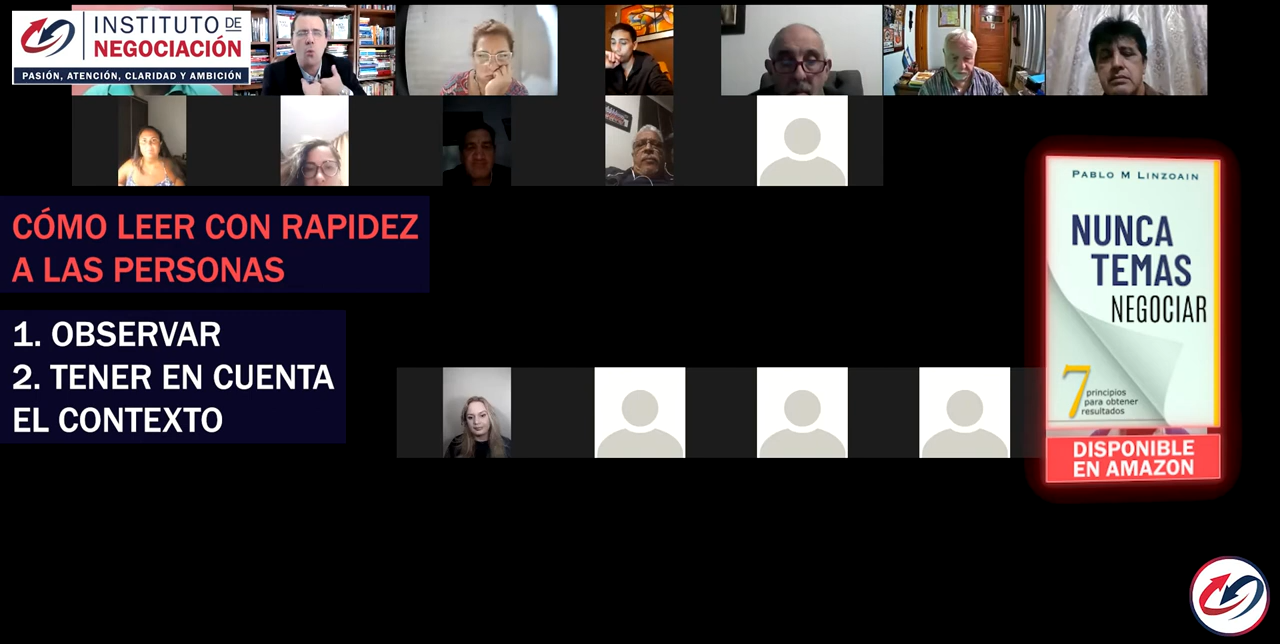 INSTITUTO DE
NEGOCIACIÓN
PASIÓN, ATENCIÓN, CLARIDAD Y AMBICIÓN
CÓMO LEER CON RAPIDEZ
A LAS PERSONAS
1. OBSERVAR
2. TENER EN CUENTA
EL CONTEXTO
PABLO M LINZOAIN
NUNCA
TEMAS
NEGOCIAR
7 principios
para obtener
resultados
DISPONIBLE
EN AMAZON